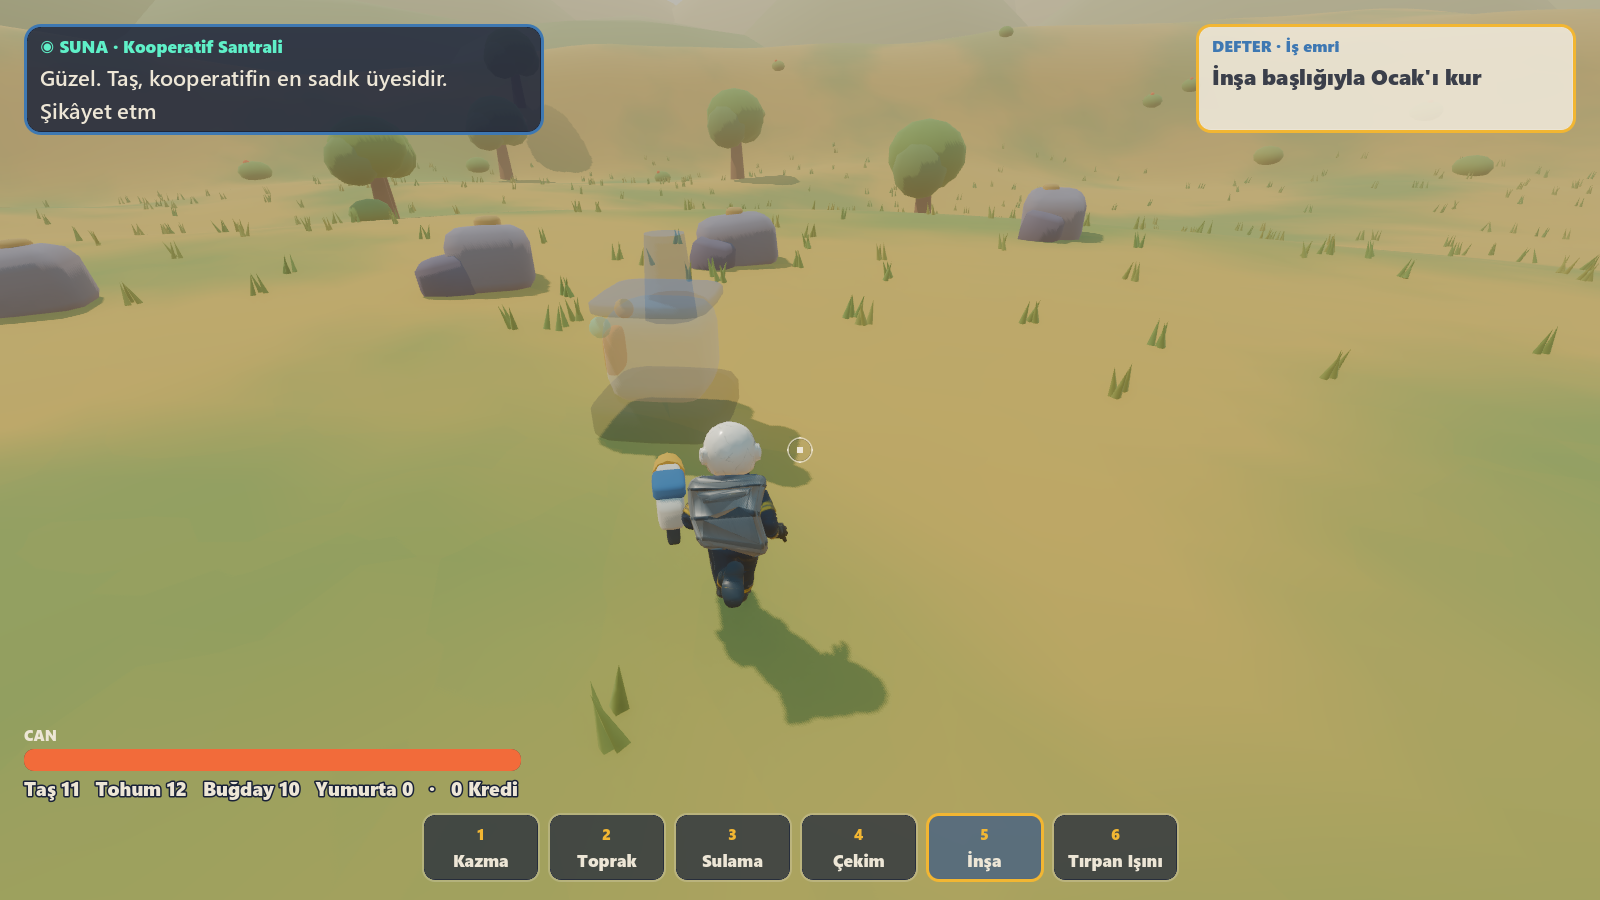 SUNA · Kooperatif Santrali
Güzel. Taş, kooperatifin en sadık üyesidir.
Şikâyet etm
DEFTER · İş emri
İnşa başlığıyla Ocak'ı kur
CAN
Taş 11 Tohum 12 Buğday 10 Yumurta 0 · 0 Kredi
1 2 3 4 5 6
Kazma Toprak Sulama Çekim İnşa Tırpan Işını